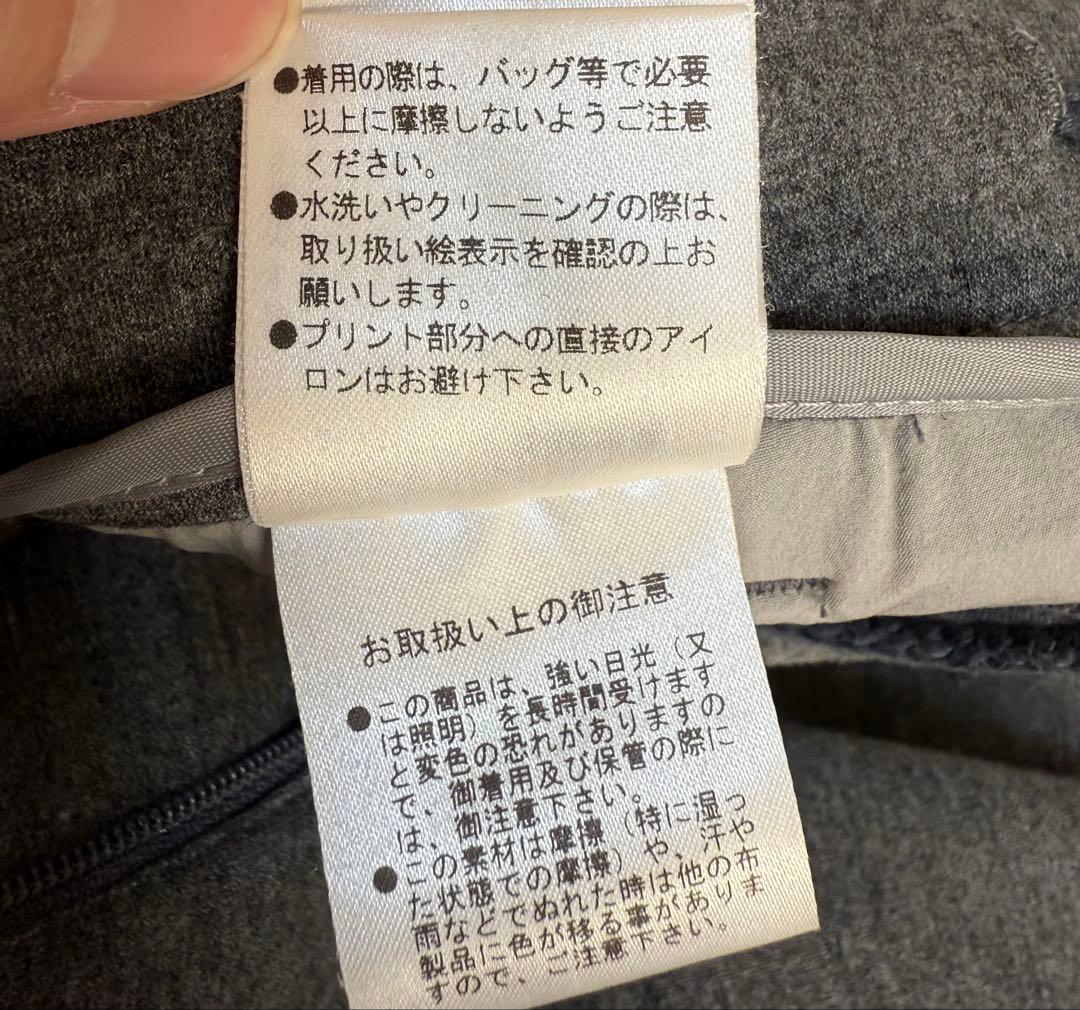 ●着用の際は、バッグ等で必要
以上に摩擦しないようご注意
ください。
●水洗いやクリーニングの際は、
取り扱い絵表示を確認の上お
願いします。
●プリント部分への直接のアイ
ロンはお避け下さい。
お取扱い上の御注意
●この商品は、強い日光（又
は照明）を長時間受けます
と変色の恐れがありますの
で、御着用及び保管の際に
は、御注意下さい。
●この素材は摩擦（特に湿っ
た状態での摩擦）や、汗や
雨などでぬれた時は他の布
製品に色が移る事がありま
すので、ご注意下さい。